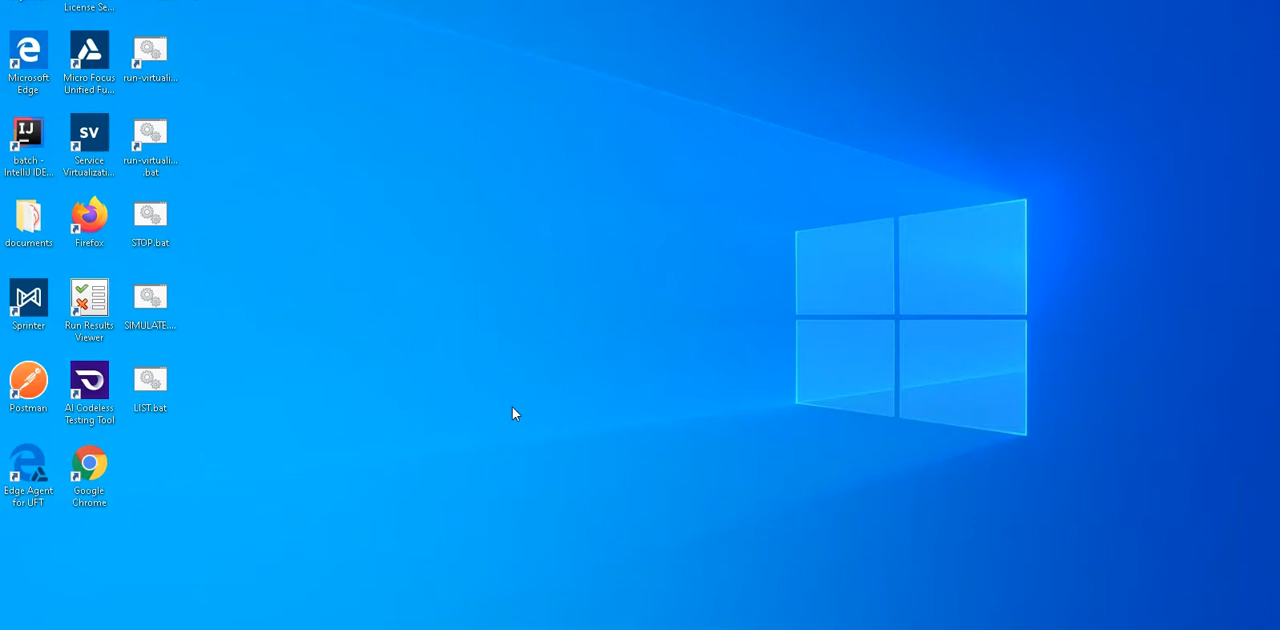 License Se...
Microsoft
Edge
Micro Focus
Unified Fu...
run-virtuali...
IJ
batch -
IntelliJ IDE...
SV
Service
Virtualizati...
run-virtuali...
.bat
documents
Firefox
STOP.bat
Sprinter
Run Results
Viewer
SIMULATE....
Postman
AI Codeless
Testing Tool
LIST.bat
Edge Agent
for UFT
Google
Chrome